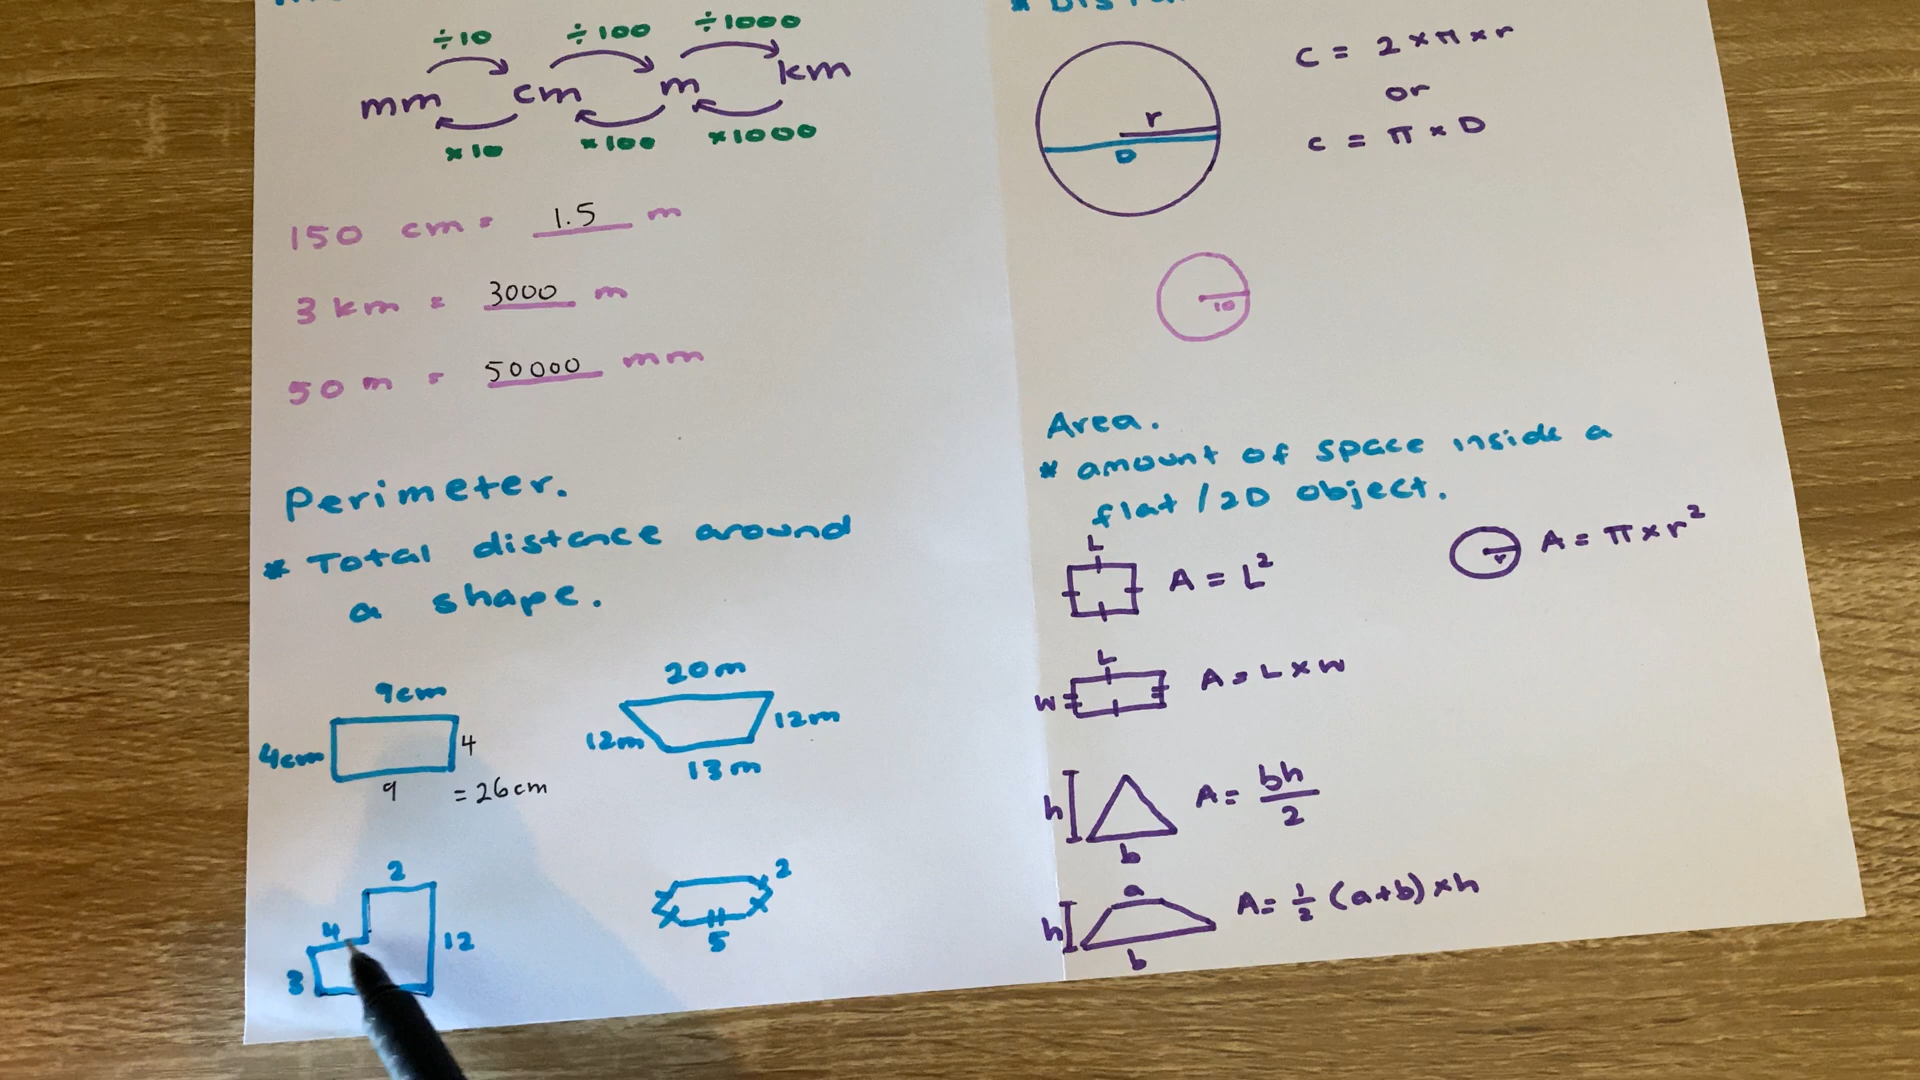 ÷10 ÷100 ÷1000
mm cm m km
×10 ×100 ×1000
150 cm = 1.5 m
3 km = 3000 m
50 m = 50000 mm
Perimeter.
* Total distance around
a shape.
9cm
4cm 4
9 = 26cm
20m
12m 12m
13m
2
4
12
3
2
5
C = 2 × π × r
or
C = π × D
r
D
10
Area.
* amount of space inside a
flat / 2D object.
L
A = L²
r A = π × r²
L
W A = L × W
h A = bh/2
b
a
h A = 1/2 (a+b) × h
b